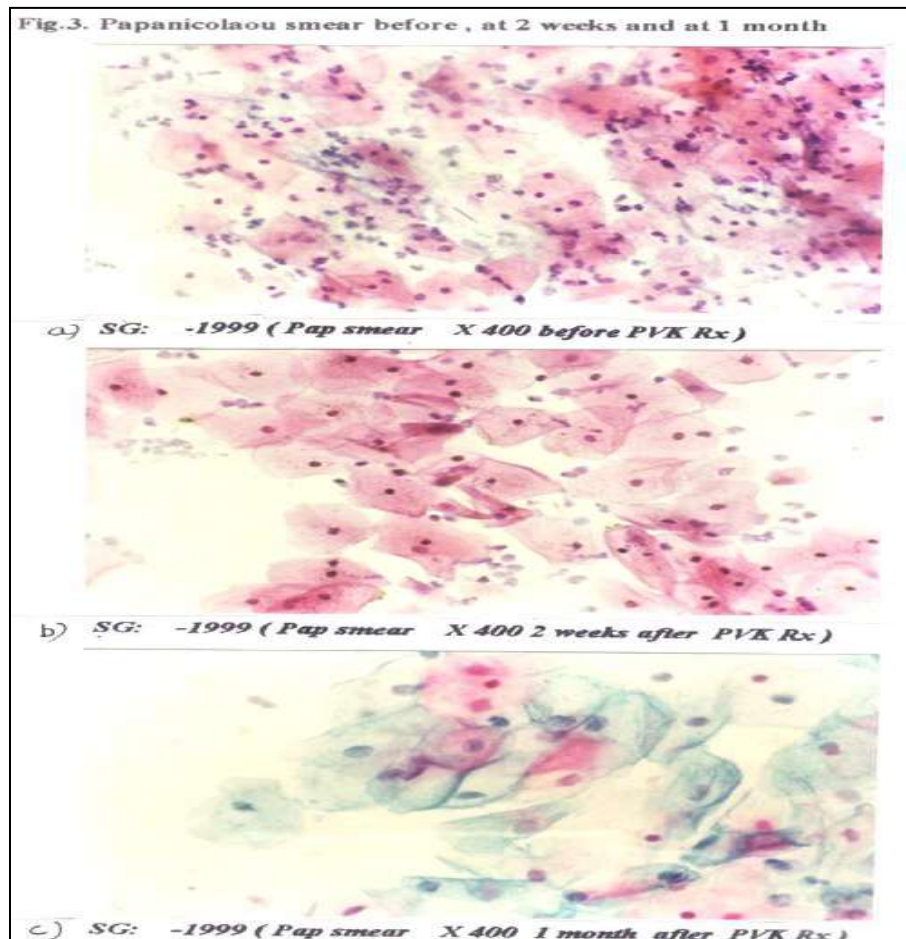 Fig.3. Papanicolaou smear before , at 2 weeks and at 1 month
a) SG: -1999 ( Pap smear X 400 before PVK Rx )
b) SG: -1999 ( Pap smear X 400 2 weeks after PVK Rx )
c) SG: -1999 ( Pap smear X 400 1 month after PVK Rx )